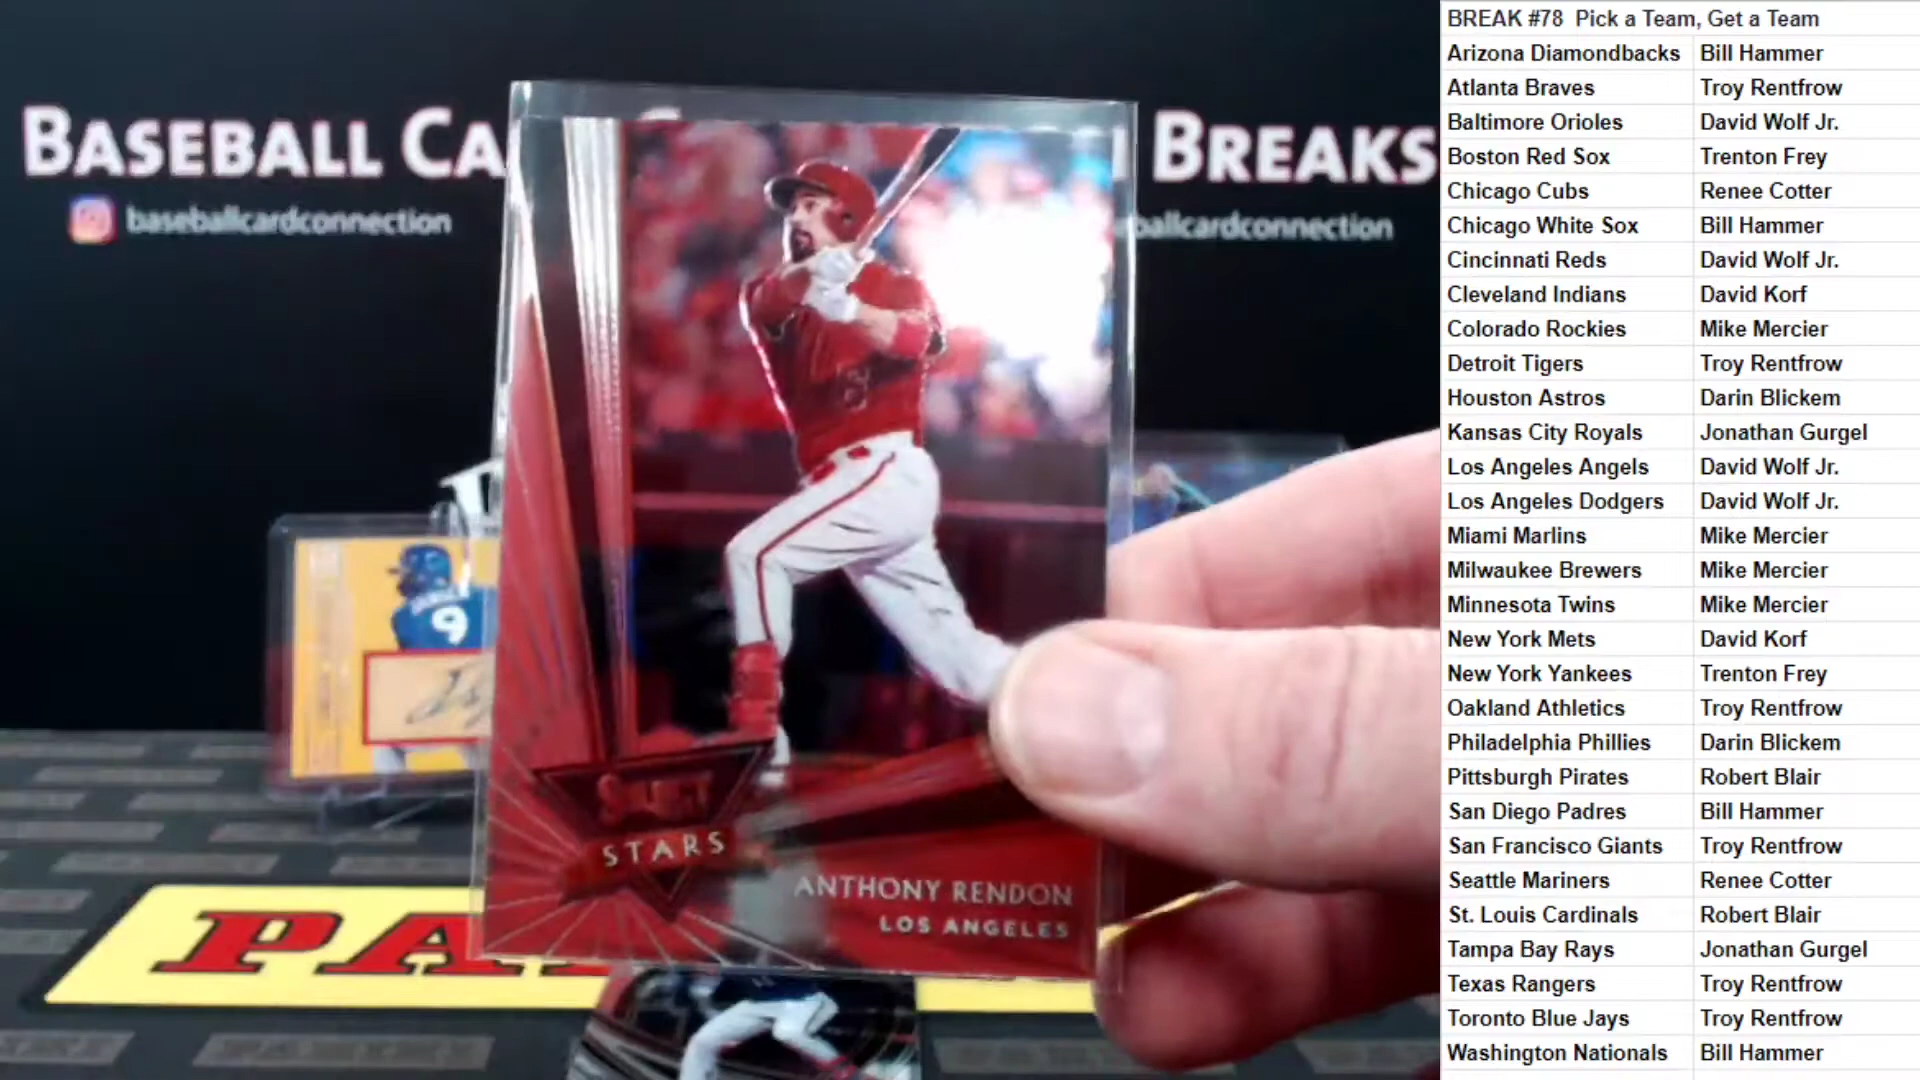 BASEBALL CA
BREAKS
baseballcardconnection
ballcardconnection
9
SELECT
STARS
ANTHONY RENDON
LOS ANGELES
PA
BREAK #78 Pick a Team, Get a Team
Arizona Diamondbacks Bill Hammer
Atlanta Braves Troy Rentfrow
Baltimore Orioles David Wolf Jr.
Boston Red Sox Trenton Frey
Chicago Cubs Renee Cotter
Chicago White Sox Bill Hammer
Cincinnati Reds David Wolf Jr.
Cleveland Indians David Korf
Colorado Rockies Mike Mercier
Detroit Tigers Troy Rentfrow
Houston Astros Darin Blickem
Kansas City Royals Jonathan Gurgel
Los Angeles Angels David Wolf Jr.
Los Angeles Dodgers David Wolf Jr.
Miami Marlins Mike Mercier
Milwaukee Brewers Mike Mercier
Minnesota Twins Mike Mercier
New York Mets David Korf
New York Yankees Trenton Frey
Oakland Athletics Troy Rentfrow
Philadelphia Phillies Darin Blickem
Pittsburgh Pirates Robert Blair
San Diego Padres Bill Hammer
San Francisco Giants Troy Rentfrow
Seattle Mariners Renee Cotter
St. Louis Cardinals Robert Blair
Tampa Bay Rays Jonathan Gurgel
Texas Rangers Troy Rentfrow
Toronto Blue Jays Troy Rentfrow
Washington Nationals Bill Hammer